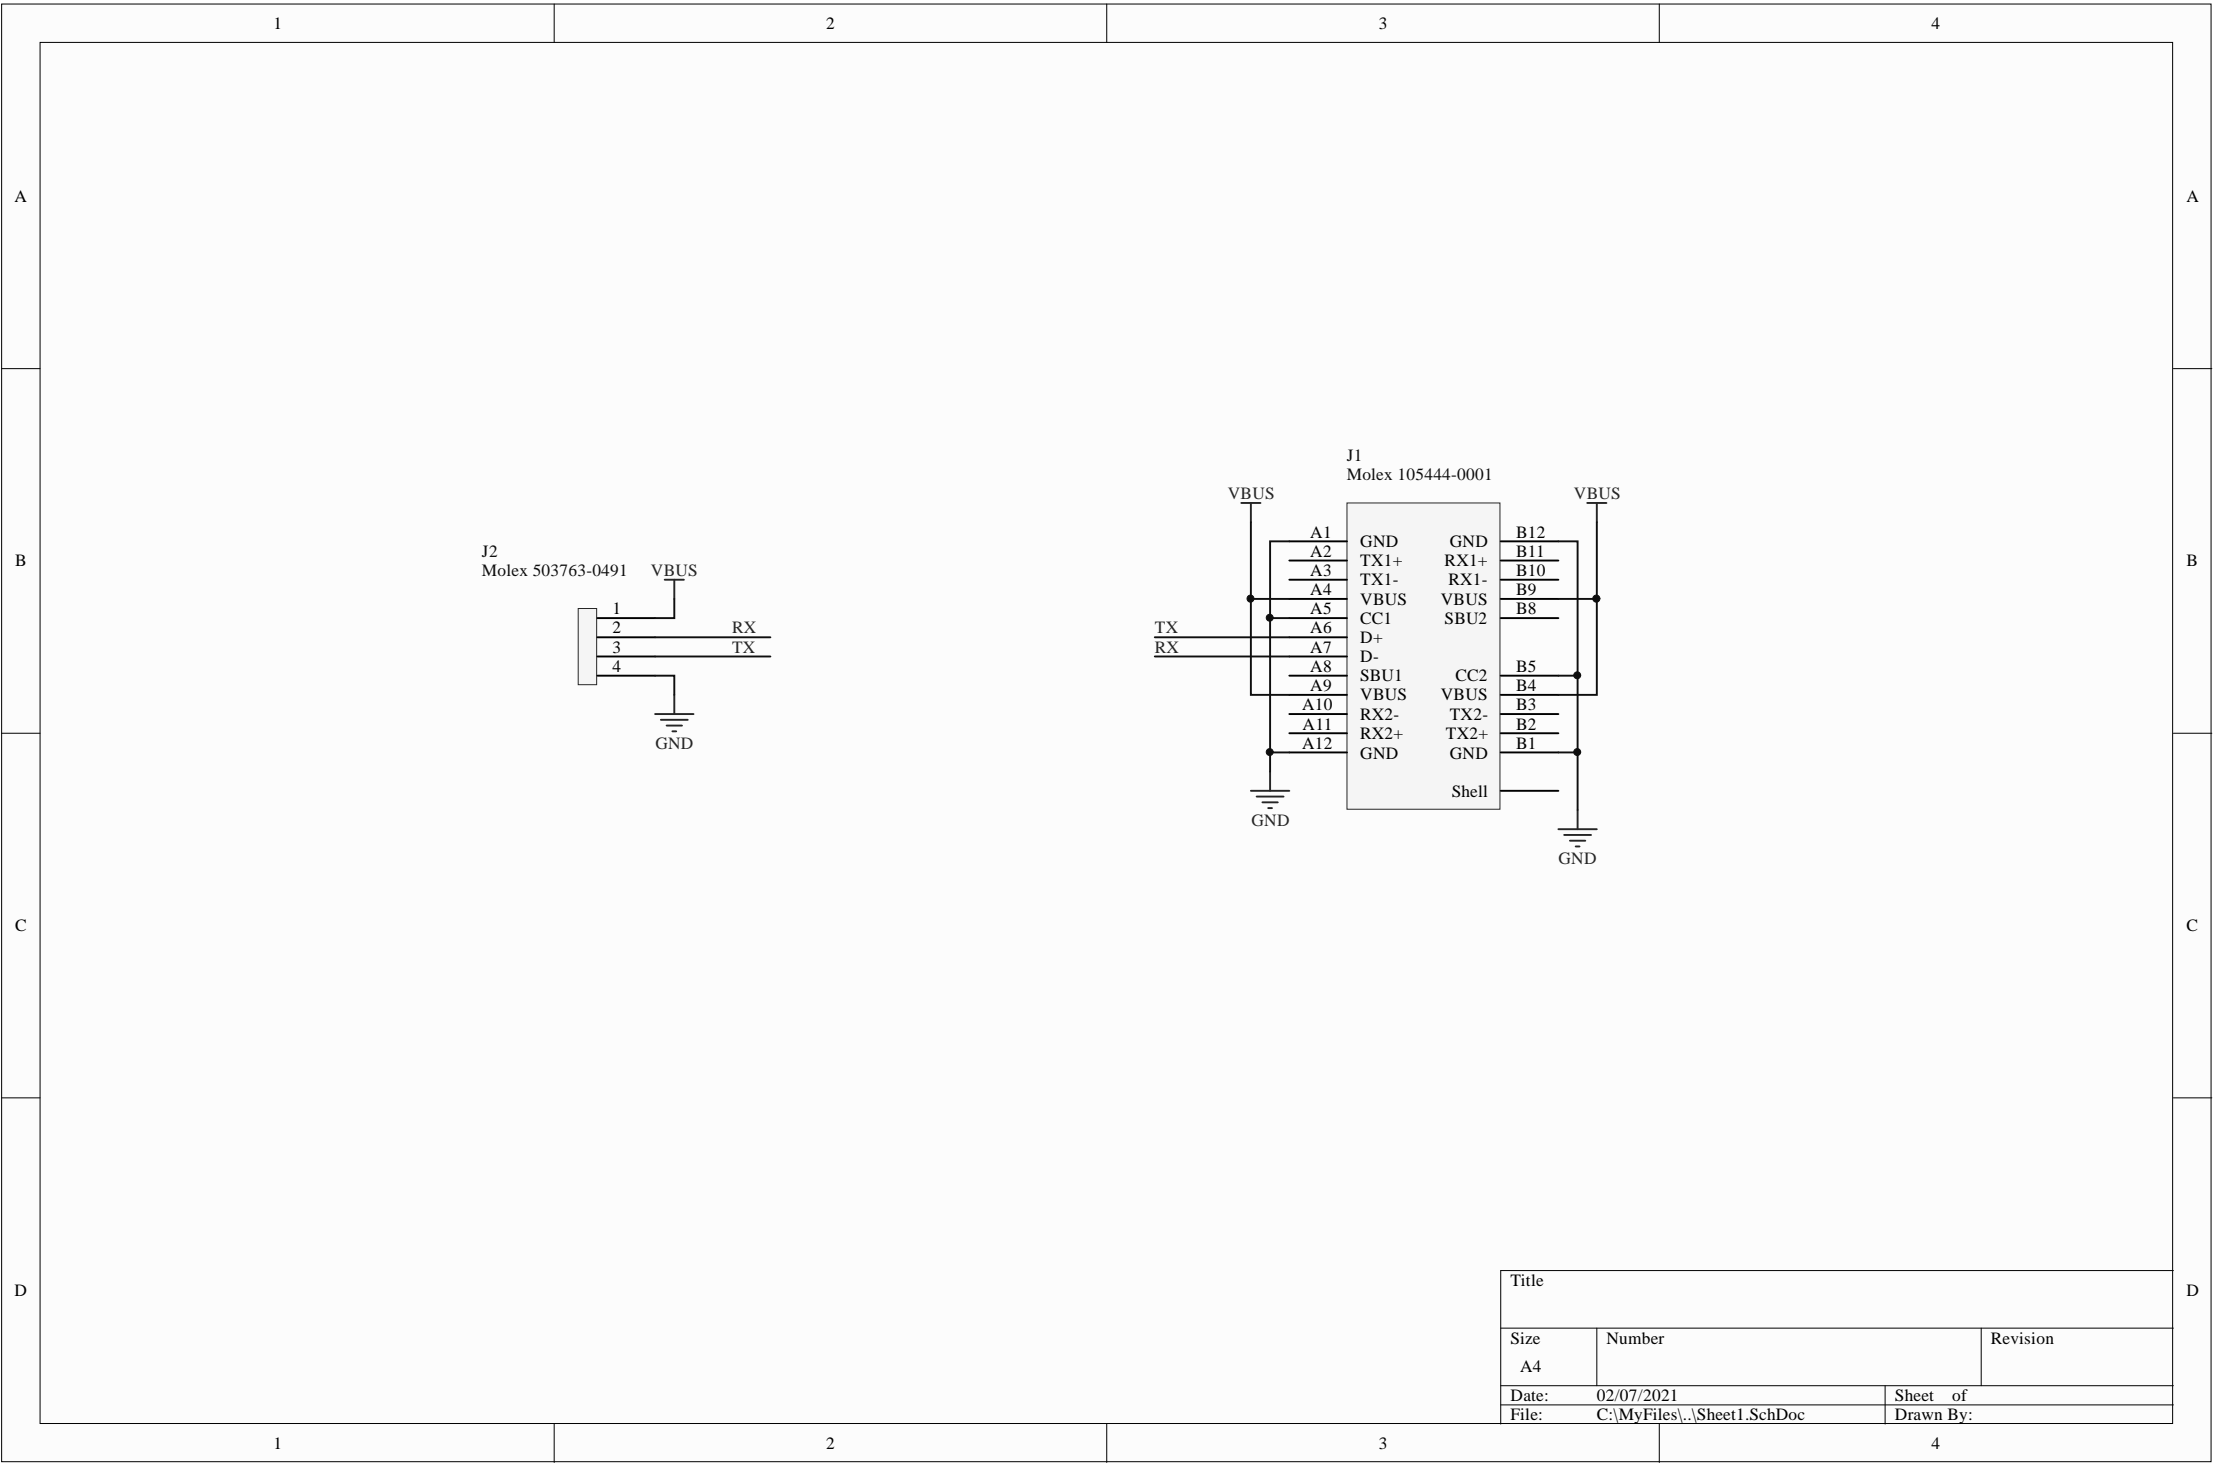 1 2 3 4
A A
J1
Molex 105444-0001
VBUS VBUS
J2
Molex 503763-0491 VBUS
B B
1
2 RX
3 TX
4
GND
A1 GND GND B12
A2 TX1+ RX1+ B11
A3 TX1- RX1- B10
A4 VBUS VBUS B9
A5 CC1 SBU2 B8
TX A6 D+
RX A7 D-
A8 SBU1 CC2 B5
A9 VBUS VBUS B4
A10 RX2- TX2- B3
A11 RX2+ TX2+ B2
A12 GND GND B1
Shell
GND
GND
C C
D D
Title
Size Number Revision
A4
Date: 02/07/2021 Sheet of
File: C:\MyFiles\..\Sheet1.SchDoc Drawn By:
1 2 3 4